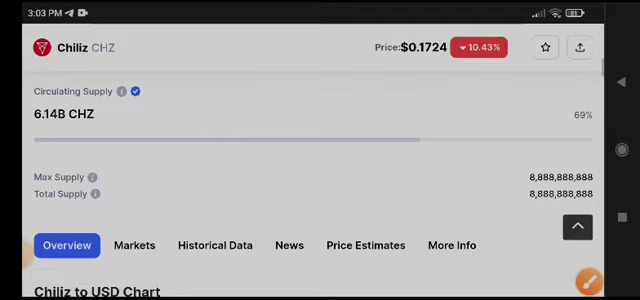 3:03 PM
Chiliz CHZ Price:$0.1724 10.43%
Circulating Supply
6.14B CHZ 69%
Max Supply 8,888,888,888
Total Supply 8,888,888,888
Overview Markets Historical Data News Price Estimates More Info
Chiliz to USD Chart